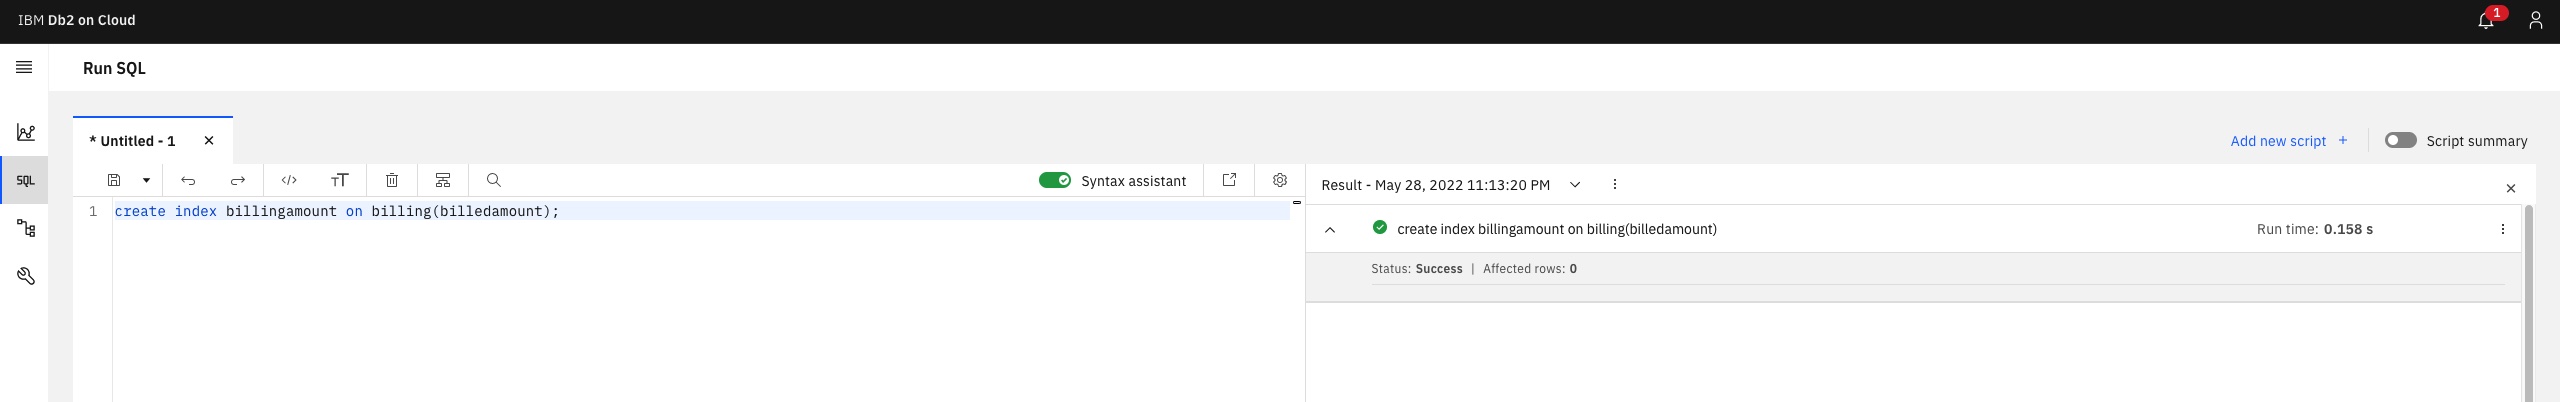 IBM Db2 on Cloud
1
Run SQL
* Untitled - 1
Add new script +
Script summary
SQL
</>
TT
Syntax assistant
Result - May 28, 2022 11:13:20 PM
1 create index billingamount on billing(billedamount);
create index billingamount on billing(billedamount)
Run time: 0.158 s
Status: Success | Affected rows: 0